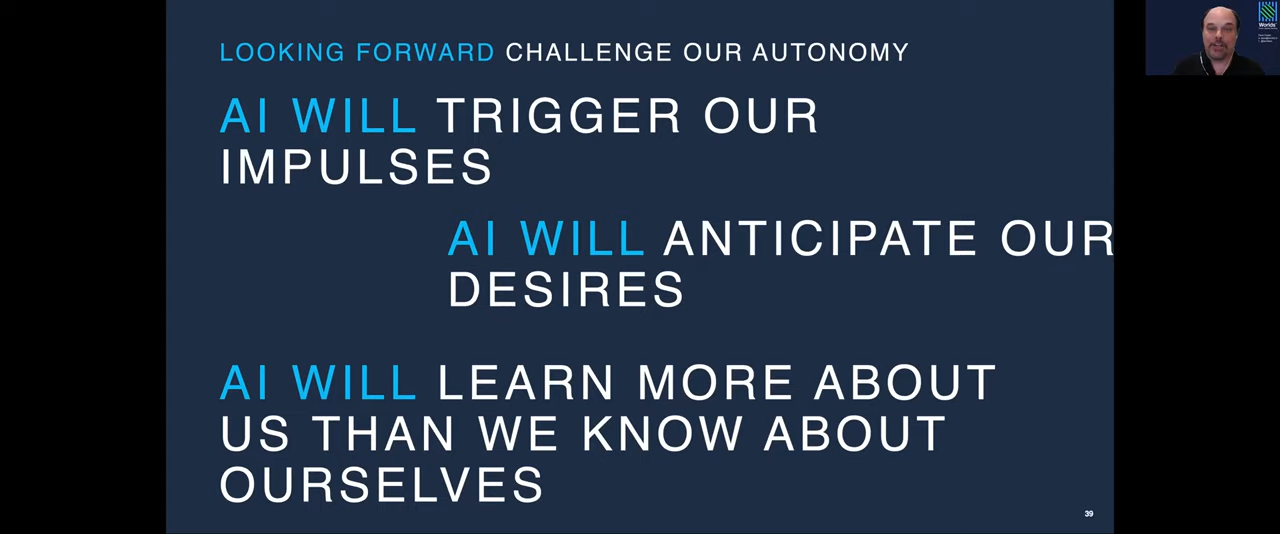 LOOKING FORWARD CHALLENGE OUR AUTONOMY
AI WILL TRIGGER OUR
IMPULSES
AI WILL ANTICIPATE OUR
DESIRES
AI WILL LEARN MORE ABOUT
US THAN WE KNOW ABOUT
OURSELVES
39
Worlds